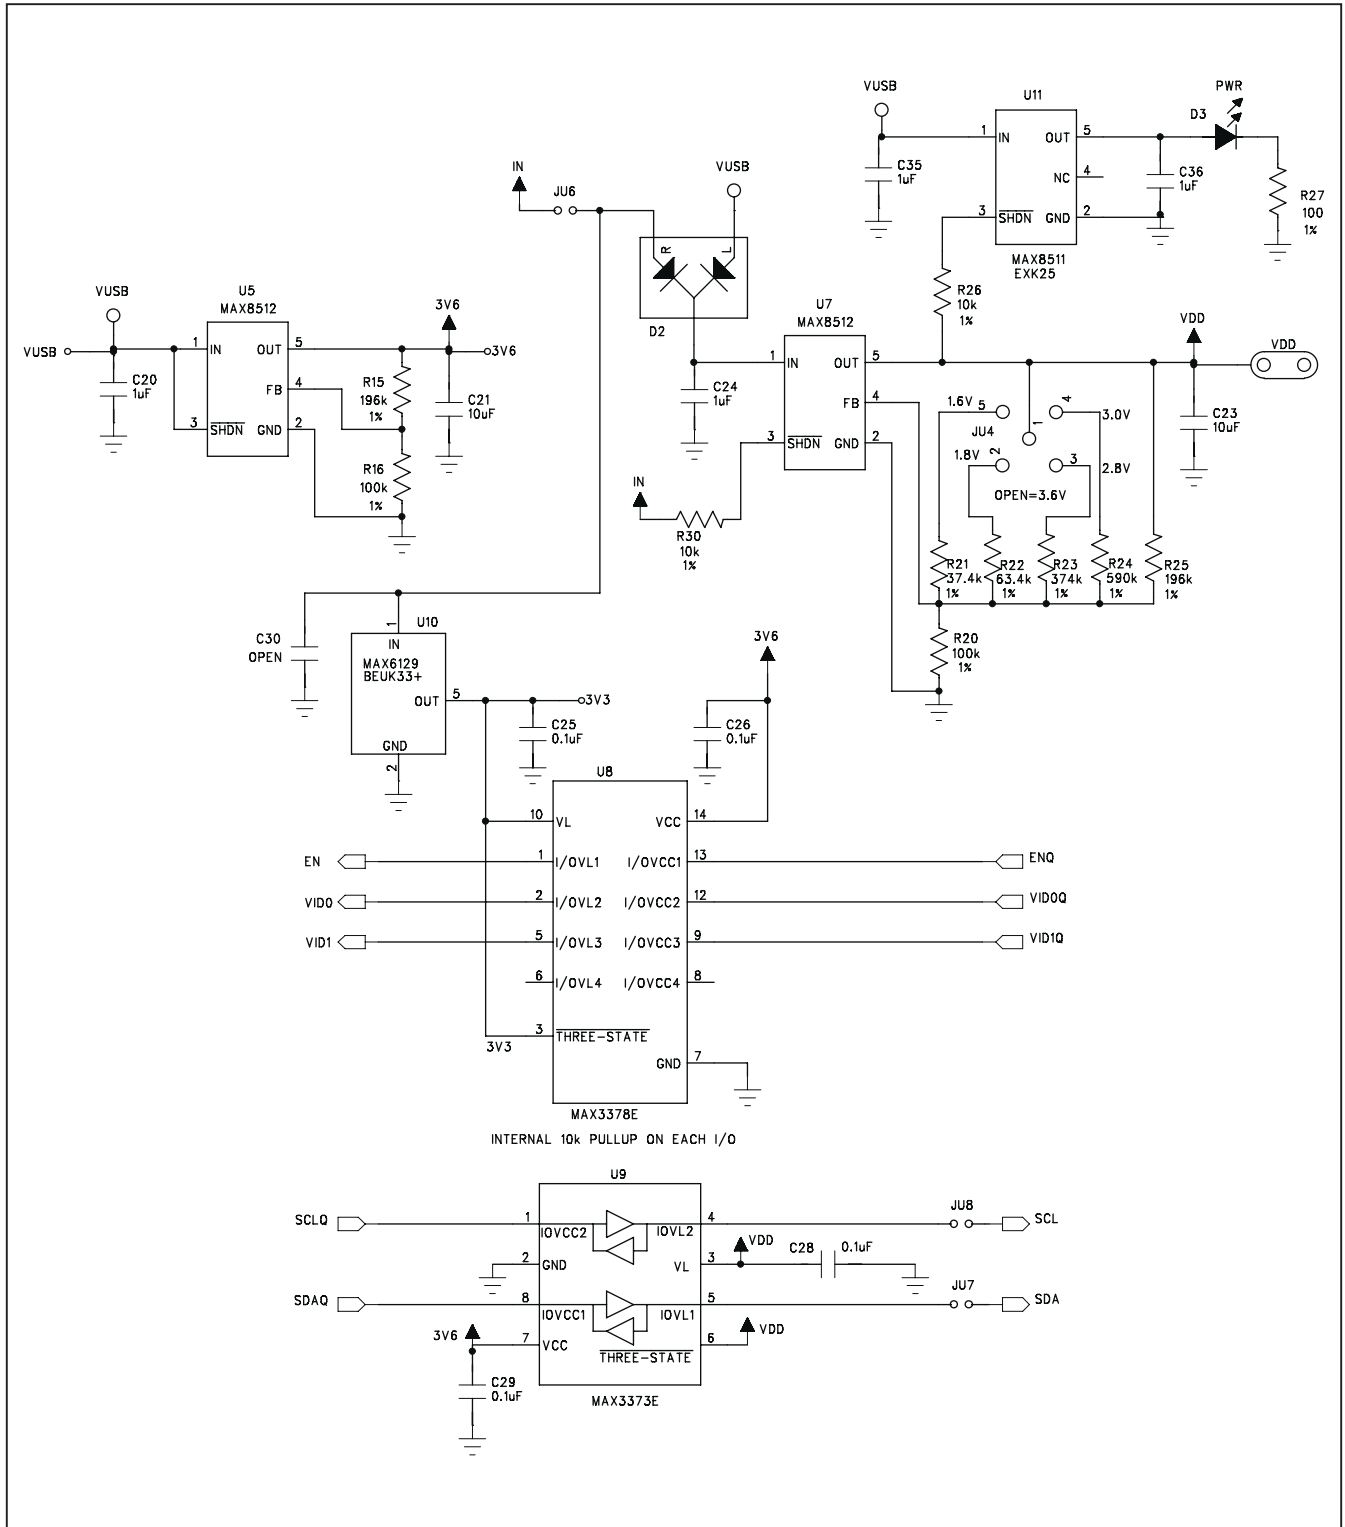 VUSB
U11
PWR
D3
1
IN
OUT
5
C35
1uF
NC
4
C36
1uF
3
SHDN
GND
2
R27
100
1%
MAX8511
EXK25
IN
JU6
VUSB
R
L
D2
R26
10k
1%
VUSB
U5
MAX8512
3V6
U7
MAX8512
VDD
VDD
VUSB
1
IN
OUT
5
3V6
C20
1uF
FB
4
R15
196k
1%
C21
10uF
3
SHDN
GND
2
R16
100k
1%
1
IN
OUT
5
C24
1uF
FB
4
3
SHDN
GND
2
1.6V
5
4
3.0V
JU4
1
1.8V
2
3
2.8V
OPEN=3.6V
C23
10uF
IN
R30
10k
1%
R21
37.4k
1%
R22
63.4k
1%
R23
374k
1%
R24
590k
1%
R25
196k
1%
R20
100k
1%
C30
OPEN
1
U10
IN
MAX6129
BEUK33+
OUT
5
GND
2
3V3
C25
0.1uF
3V6
C26
0.1uF
U8
10
VL
VCC
14
EN
1
I/OVL1
I/OVCC1
13
ENQ
VID0
2
I/OVL2
I/OVCC2
12
VID0Q
VID1
5
I/OVL3
I/OVCC3
9
VID1Q
6
I/OVL4
I/OVCC4
8
3V3
3
THREE-STATE
GND
7
MAX3378E
INTERNAL 10k PULLUP ON EACH I/O
U9
SCLQ
1
IOVCC2
IOVL2
4
JU8
SCL
2
GND
VL
3
VDD
C28
0.1uF
SDAQ
8
IOVCC1
IOVL1
5
JU7
SDA
3V6
7
VCC
THREE-STATE
6
VDD
C29
0.1uF
MAX3373E